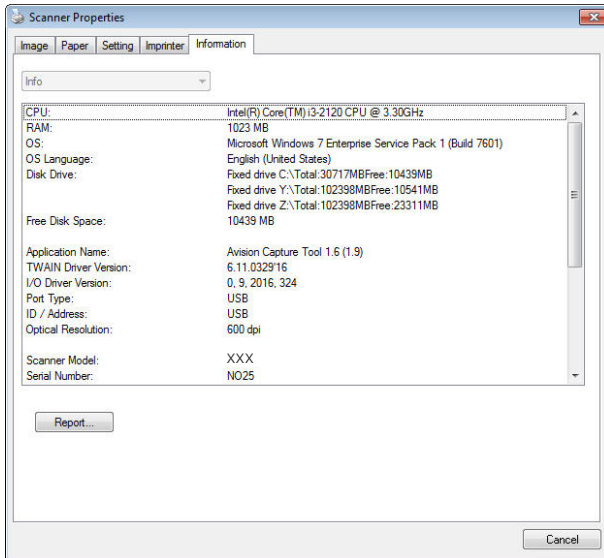 Scanner Properties
Image Paper Setting Imprinter Information
Info
CPU: Intel(R) Core(TM) i3-2120 CPU @ 3.30GHz
RAM: 1023 MB
OS: Microsoft Windows 7 Enterprise Service Pack 1 (Build 7601)
OS Language: English (United States)
Disk Drive: Fixed drive C:\Total:30717MBFree:10439MB
Fixed drive Y:\Total:102398MBFree:10541MB
Fixed drive Z:\Total:102398MBFree:23311MB
Free Disk Space: 10439 MB
Application Name: Avision Capture Tool 1.6 (1.9)
TWAIN Driver Version: 6.11.0329'16
I/O Driver Version: 0, 9, 2016, 324
Port Type: USB
ID / Address: USB
Optical Resolution: 600 dpi
Scanner Model: XXX
Serial Number: NO25
Report...
Cancel